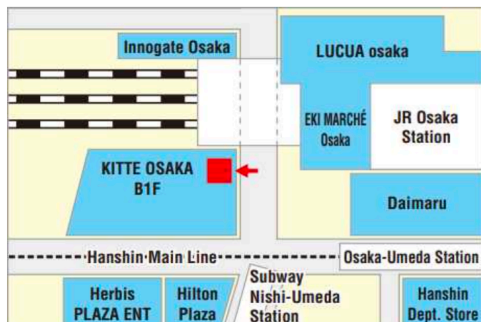 Innogate Osaka
LUCUA osaka
EKI MARCHÉ
Osaka
JR Osaka
Station
KITTE OSAKA
B1F
Daimaru
Hanshin Main Line
Osaka-Umeda Station
Subway
Nishi-Umeda
Station
Herbis
PLAZA ENT
Hilton
Plaza
Hanshin
Dept. Store